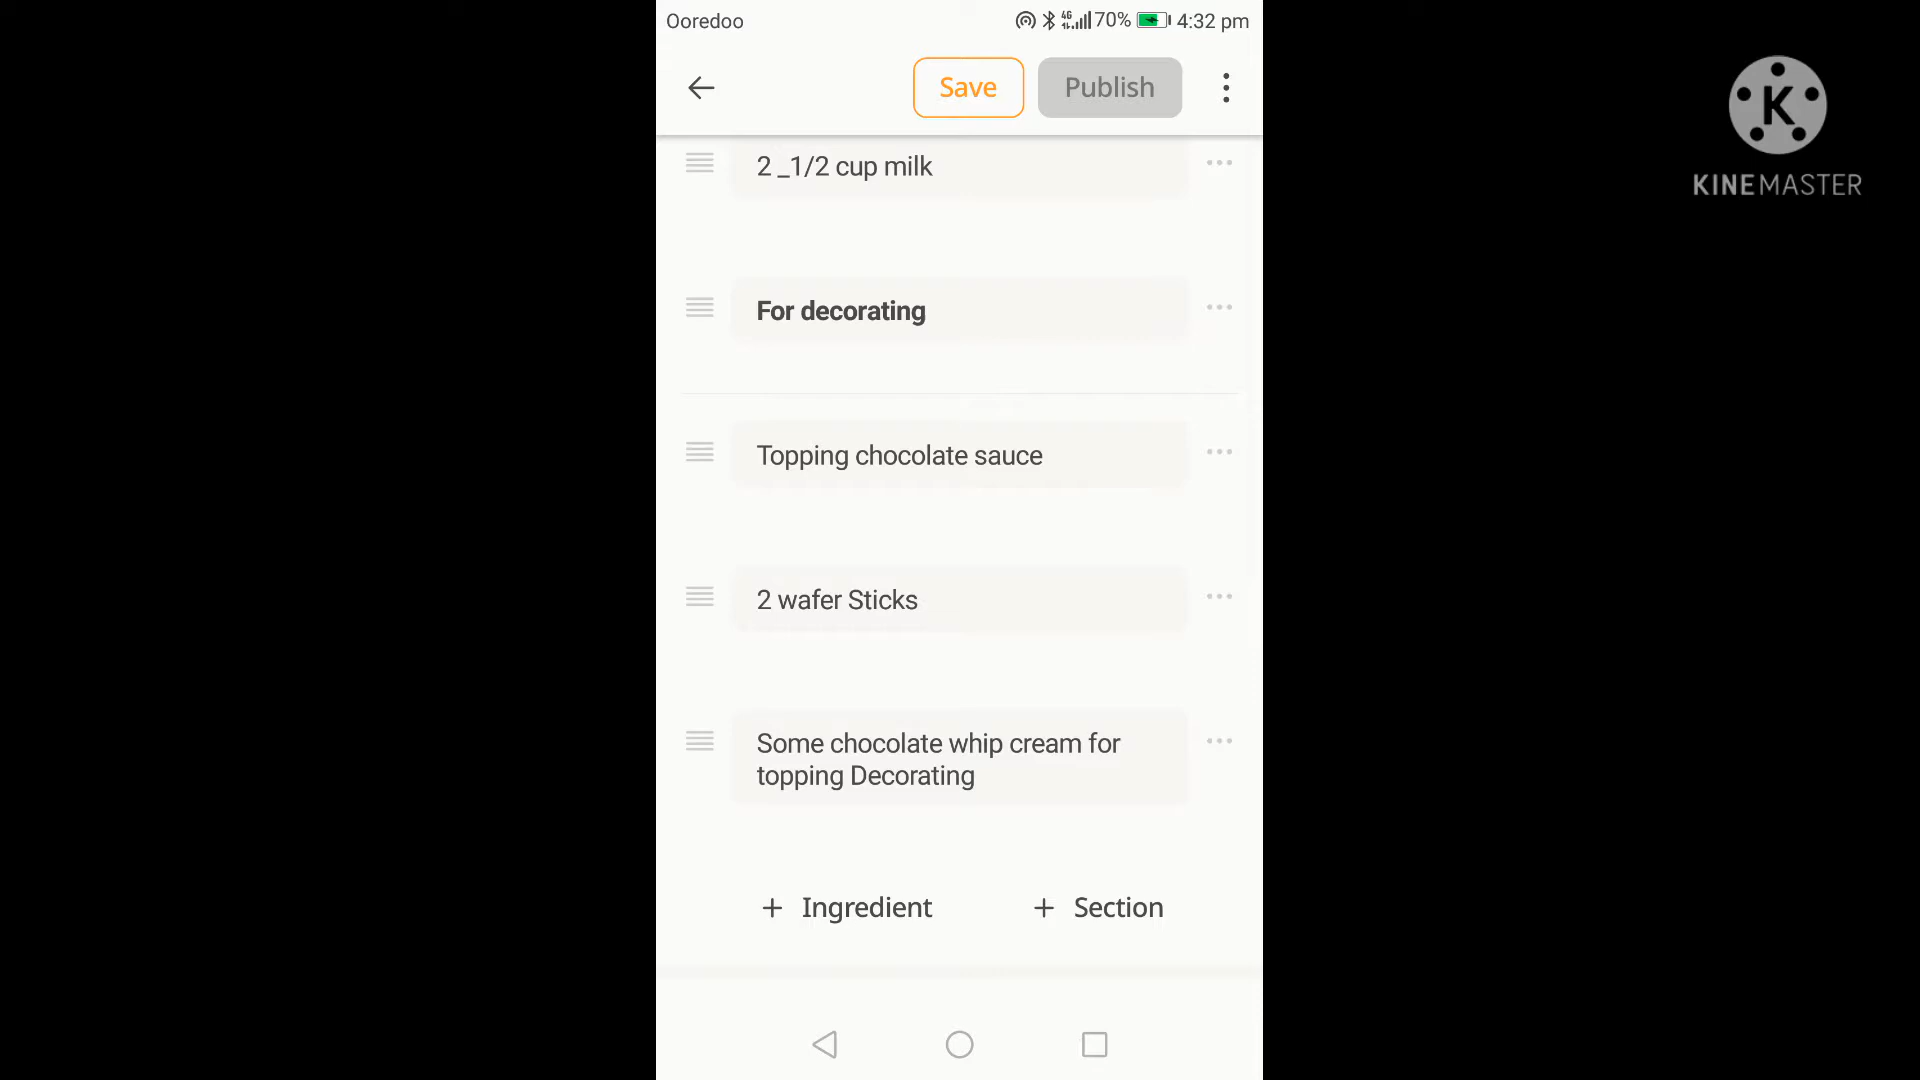 Ooredoo 4G 70% 4:32 pm
Save Publish
K
KINEMASTER
2 _1/2 cup milk
For decorating
Topping chocolate sauce
2 wafer Sticks
Some chocolate whip cream for
topping Decorating
+ Ingredient + Section